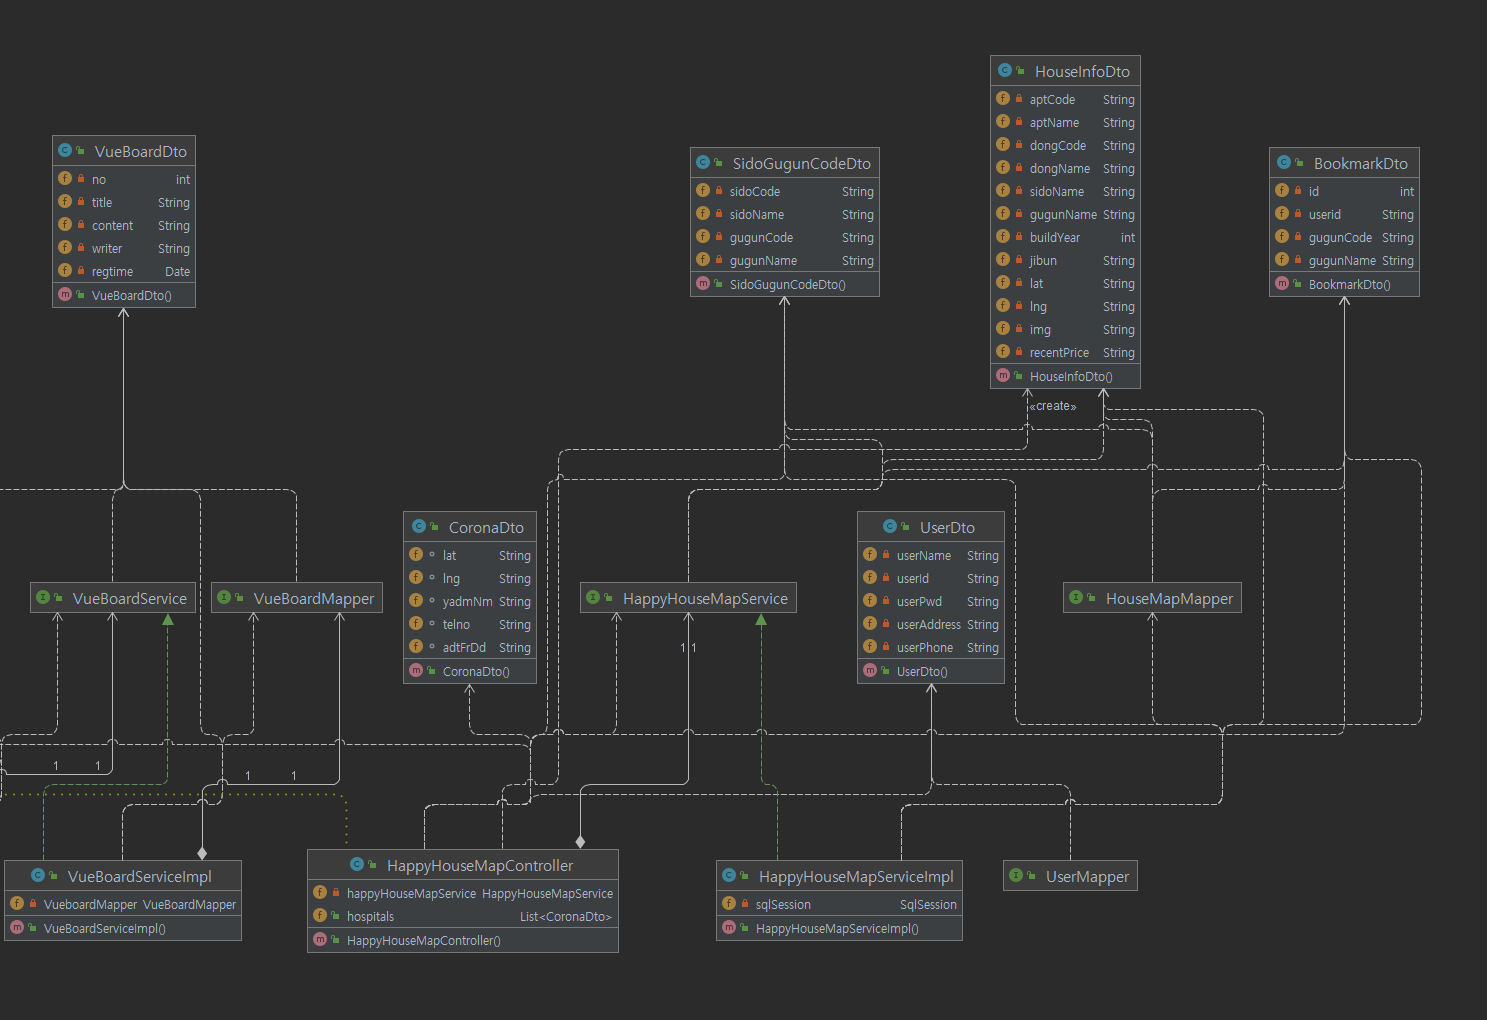 HouseInfoDto
aptCode String
aptName String
dongCode String
dongName String
sidoName String
gugunName String
buildYear int
jibun String
lat String
lng String
img String
recentPrice String
HouseInfoDto()
«create»
VueBoardDto
no int
title String
content String
writer String
regtime Date
VueBoardDto()
SidoGugunCodeDto
sidoCode String
sidoName String
gugunCode String
gugunName String
SidoGugunCodeDto()
BookmarkDto
id int
userid String
gugunCode String
gugunName String
BookmarkDto()
CoronaDto
lat String
lng String
yadmNm String
telno String
adtFrDd String
CoronaDto()
UserDto
userName String
userId String
userPwd String
userAddress String
userPhone String
UserDto()
VueBoardService
VueBoardMapper
HappyHouseMapService
HouseMapMapper
1 1
1 1
1 1
VueBoardServiceImpl
VueboardMapper VueBoardMapper
VueBoardServiceImpl()
HappyHouseMapController
happyHouseMapService HappyHouseMapService
hospitals List<CoronaDto>
HappyHouseMapController()
HappyHouseMapServiceImpl
sqlSession SqlSession
HappyHouseMapServiceImpl()
UserMapper